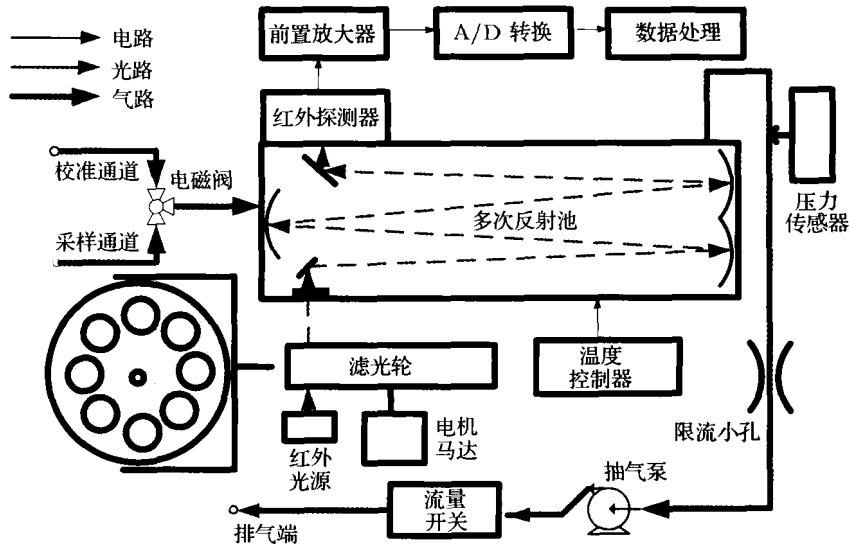 电路
光路
气路
前置放大器
A/D 转换
数据处理
红外探测器
校准通道
电磁阀
采样通道
多次反射池
压力
传感器
滤光轮
温度
控制器
红外
光源
电机
马达
限流小孔
抽气泵
流量
开关
排气端